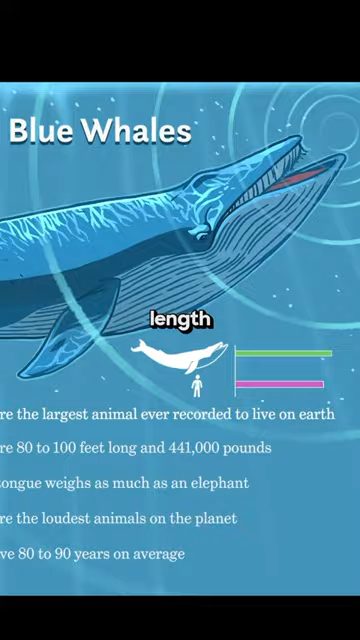 Blue Whales
length
re the largest animal ever recorded to live on earth
re 80 to 100 feet long and 441,000 pounds
tongue weighs as much as an elephant
re the loudest animals on the planet
ve 80 to 90 years on average